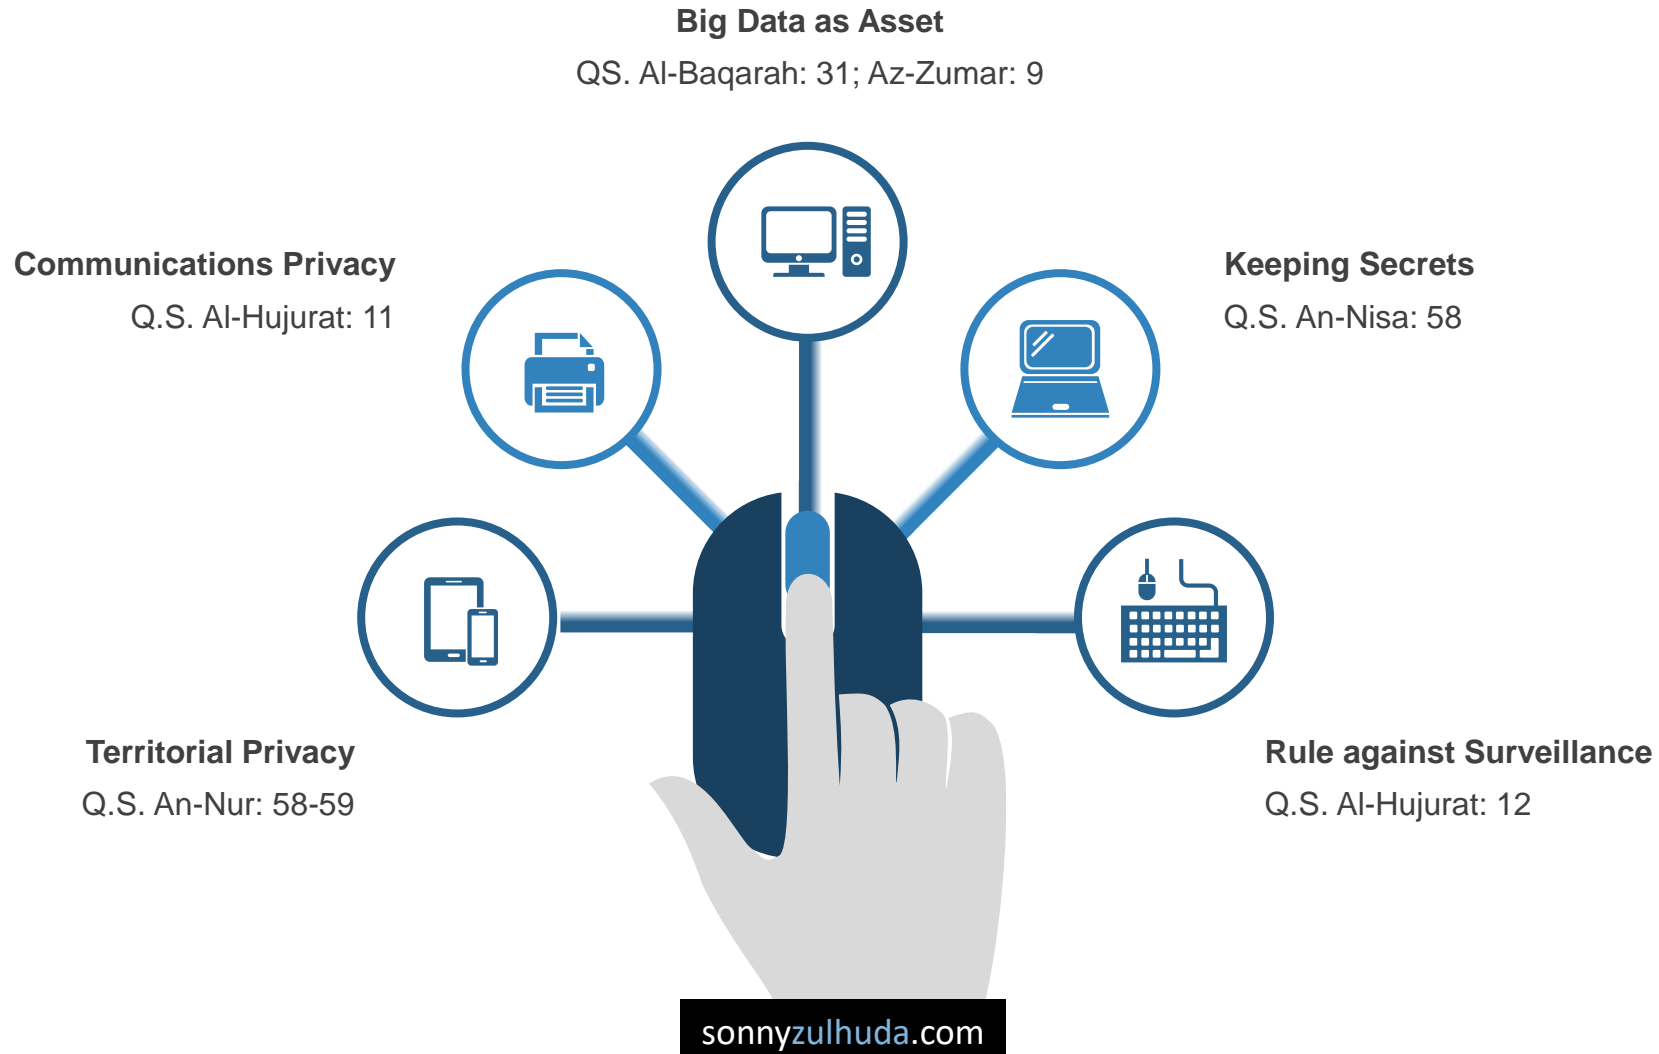 Big Data as Asset
QS. Al-Baqarah: 31; Az-Zumar: 9
Communications Privacy
Q.S. Al-Hujurat: 11
Keeping Secrets
Q.S. An-Nisa: 58
Territorial Privacy
Q.S. An-Nur: 58-59
Rule against Surveillance
Q.S. Al-Hujurat: 12
sonnyzulhuda.com